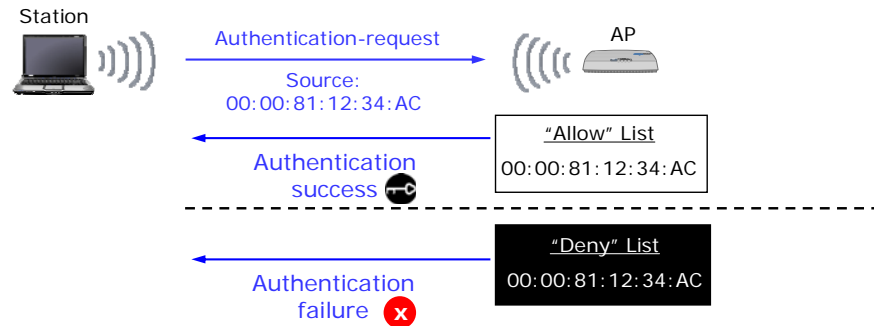 Station
AP
Authentication-request
Source:
00:00:81:12:34:AC
"Allow" List
00:00:81:12:34:AC
Authentication
success
"Deny" List
00:00:81:12:34:AC
Authentication
failure x